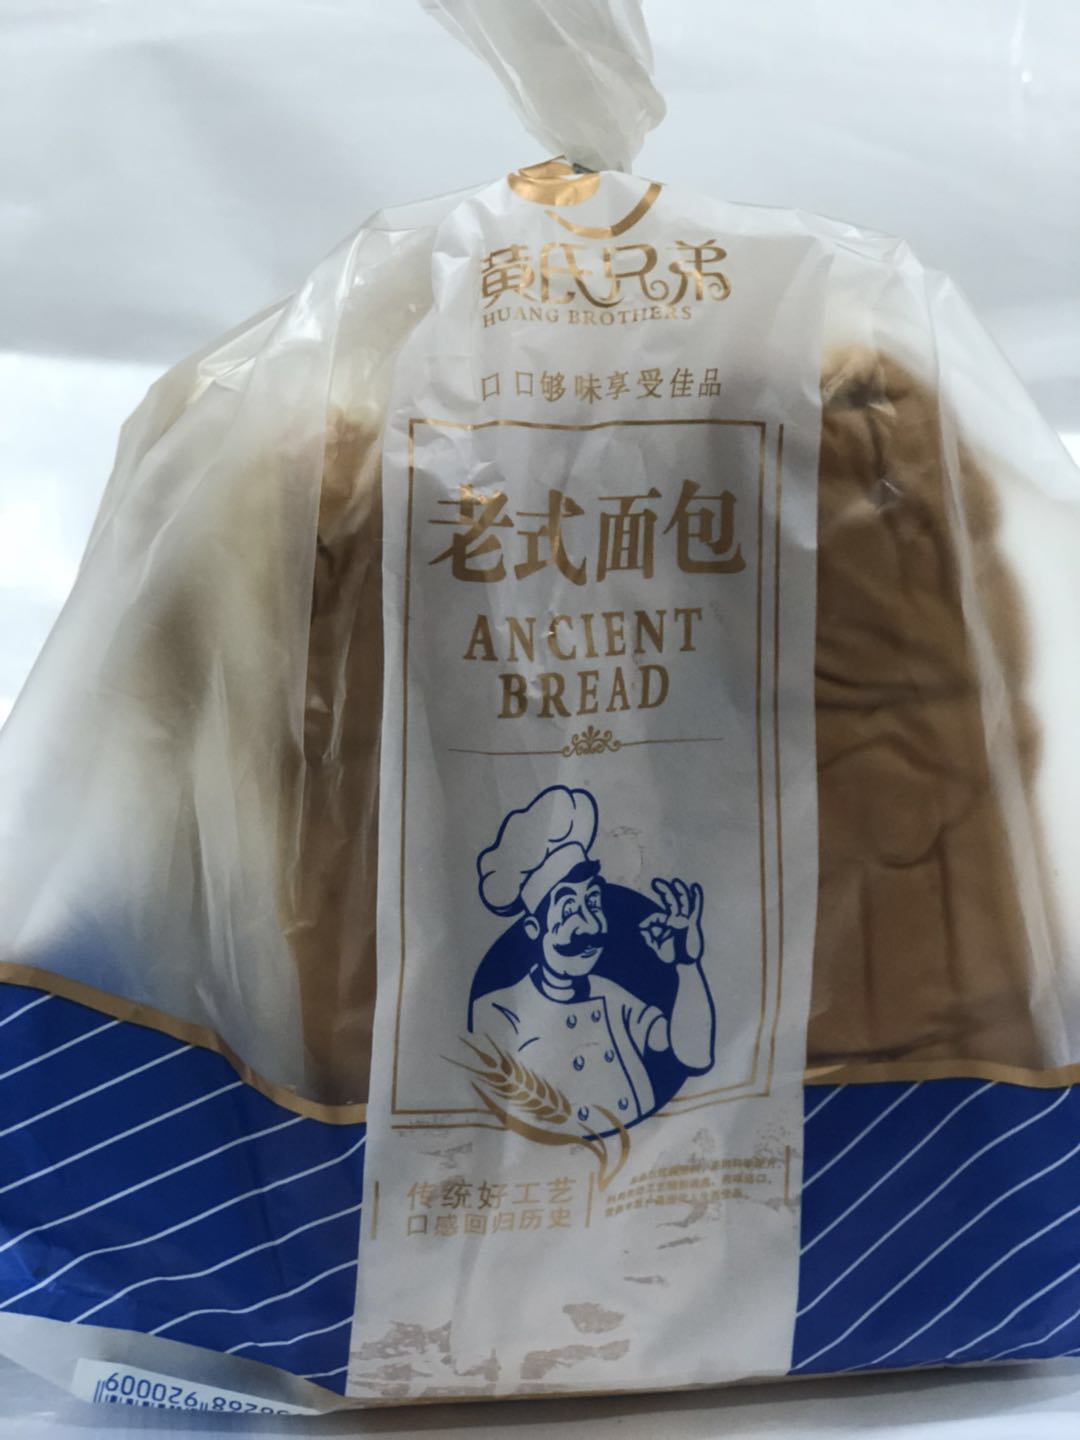 黄氏兄弟
HUANG BROTHERS
口口够味享受佳品
老式面包
ANCIENT
BREAD
传统好工艺
口感回归历史